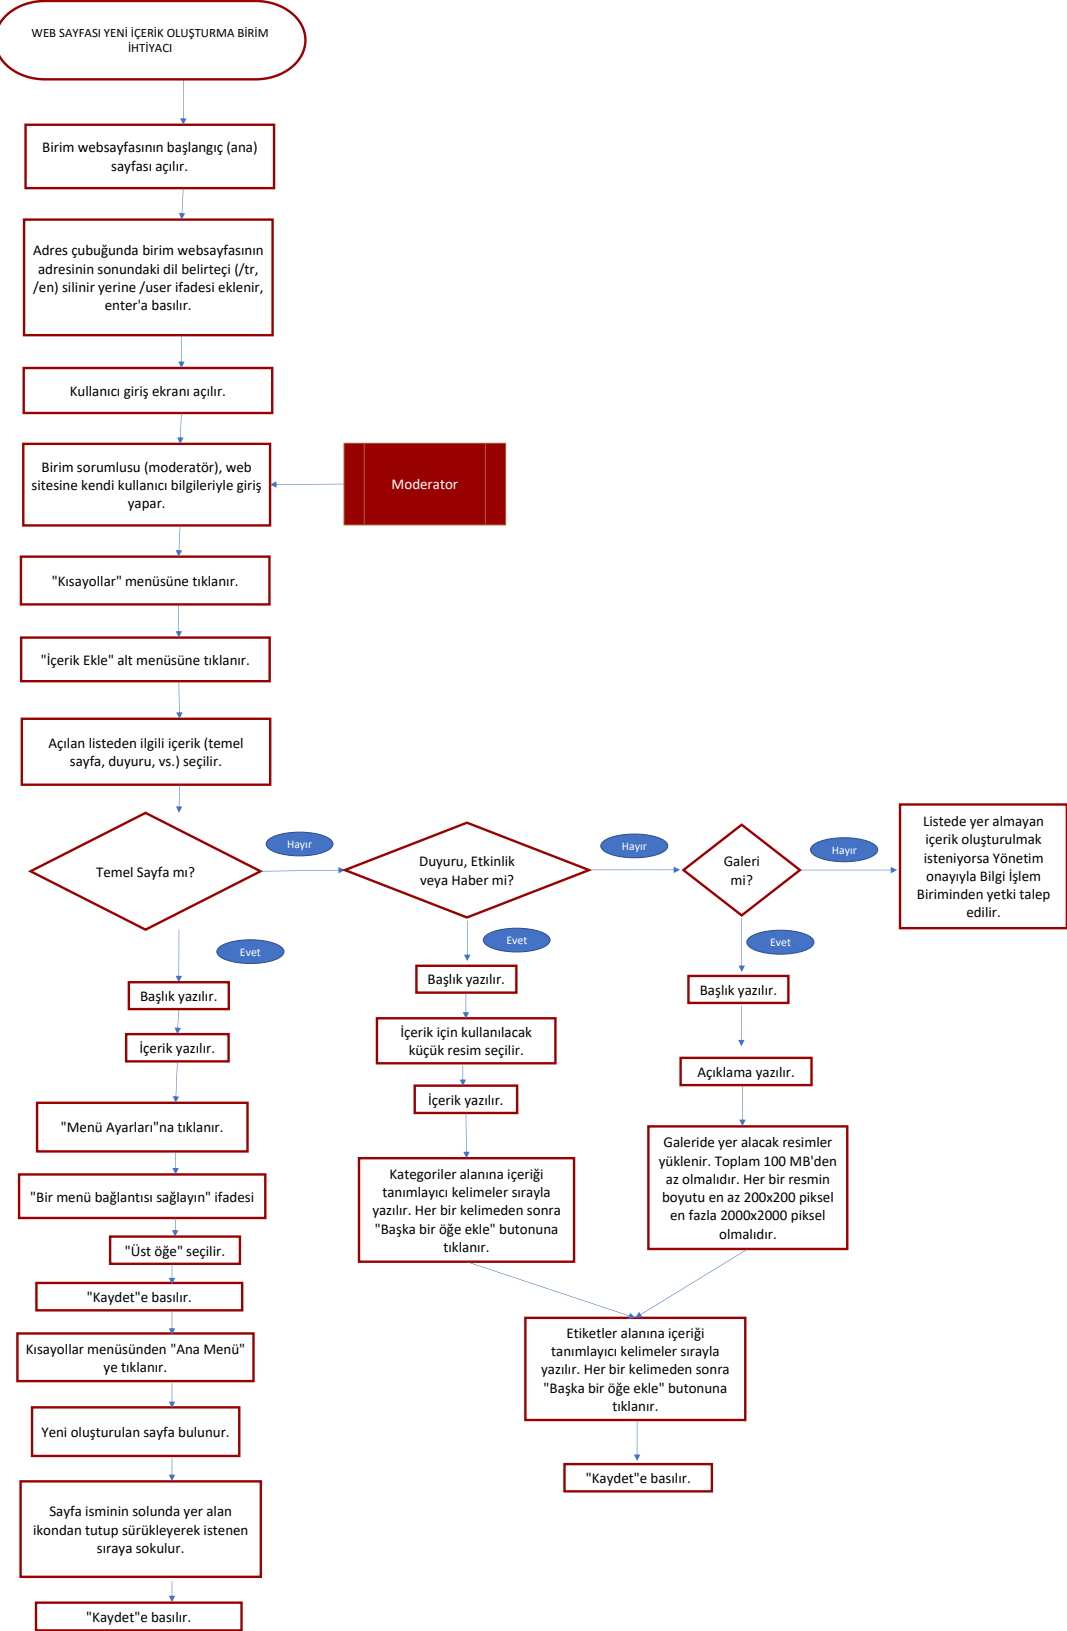 WEB SAYFASI YENİ İÇERİK OLUŞTURMA BİRİM
İHTİYACI
Birim websayfasının başlangıç (ana)
sayfası açılır.
Adres çubuğunda birim websayfasının
adresinin sonundaki dil belirteçi (/tr,
/en) silinir yerine /user ifadesi eklenir,
enter'a basılır.
Kullanıcı giriş ekranı açılır.
Birim sorumlusu (moderatör), web
sitesine kendi kullanıcı bilgileriyle giriş
yapar.
Moderator
"Kısayollar" menüsüne tıklanır.
"İçerik Ekle" alt menüsüne tıklanır.
Açılan listeden ilgili içerik (temel
sayfa, duyuru, vs.) seçilir.
Temel Sayfa mı?
Hayır
Evet
Başlık yazılır.
İçerik yazılır.
"Menü Ayarları"na tıklanır.
"Bir menü bağlantısı sağlayın" ifadesi
"Üst öğe" seçilir.
"Kaydet"e basılır.
Kısayollar menüsünden "Ana Menü"
ye tıklanır.
Yeni oluşturulan sayfa bulunur.
Sayfa isminin solunda yer alan
ikondan tutup sürükleyerek istenen
sıraya sokulur.
"Kaydet"e basılır.
Duyuru, Etkinlik
veya Haber mi?
Hayır
Evet
Başlık yazılır.
İçerik için kullanılacak
küçük resim seçilir.
İçerik yazılır.
Kategoriler alanına içeriği
tanımlayıcı kelimeler sırayla
yazılır. Her bir kelimeden sonra
"Başka bir öğe ekle" butonuna
tıklanır.
Galeri
mi?
Hayır
Evet
Başlık yazılır.
Açıklama yazılır.
Galeride yer alacak resimler
yüklenir. Toplam 100 MB'den
az olmalıdır. Her bir resmin
boyutu en az 200x200 piksel
en fazla 2000x2000 piksel
olmalıdır.
Etiketler alanına içeriği
tanımlayıcı kelimeler sırayla
yazılır. Her bir kelimeden sonra
"Başka bir öğe ekle" butonuna
tıklanır.
"Kaydet"e basılır.
Listede yer almayan
içerik oluşturulmak
isteniyorsa Yönetim
onayıyla Bilgi İşlem
Biriminden yetki talep
edilir.